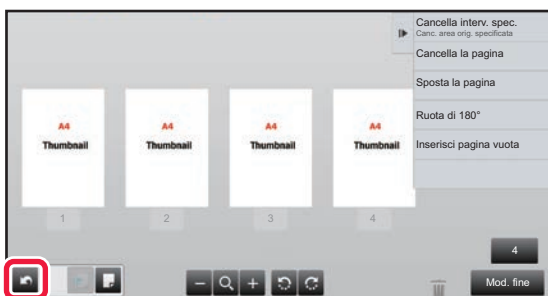 Cancella interv. spec.
Canc. area orig. specificata
Cancella la pagina
Sposta la pagina
Ruota di 180°
Inserisci pagina vuota
A4
Thumbnail
A4
Thumbnail
A4
Thumbnail
A4
Thumbnail
1
2
3
4
4
Mod. fine